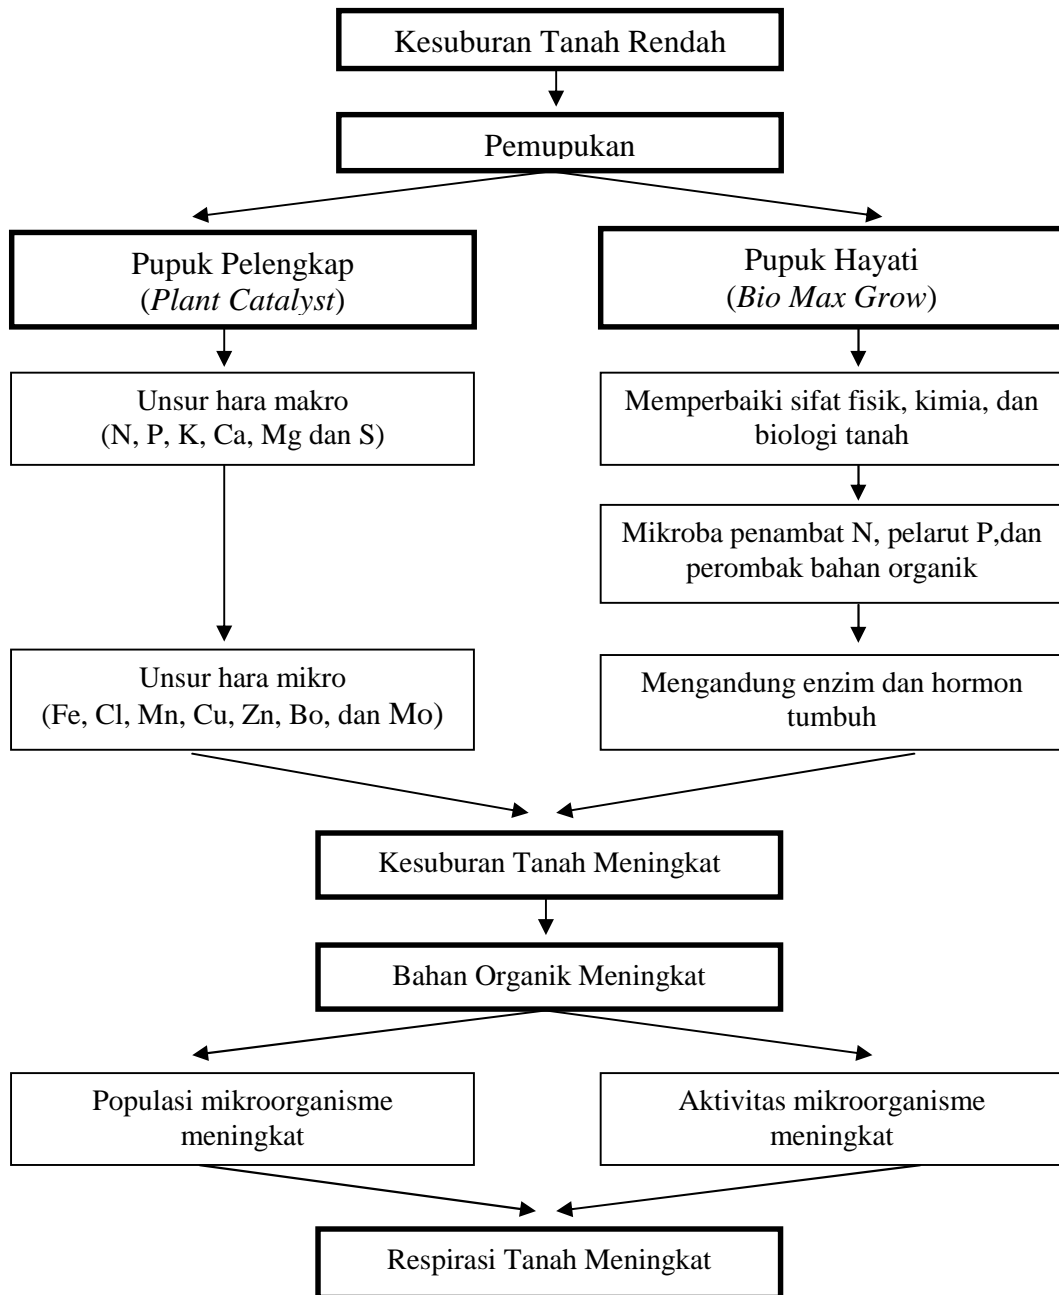 Kesuburan Tanah Rendah
Pemupukan
Pupuk Pelengkap
(Plant Catalyst)
Pupuk Hayati
(Bio Max Grow)
Unsur hara makro
(N, P, K, Ca, Mg dan S)
Memperbaiki sifat fisik, kimia, dan
biologi tanah
Mikroba penambat N, pelarut P,dan
perombak bahan organik
Unsur hara mikro
(Fe, Cl, Mn, Cu, Zn, Bo, dan Mo)
Mengandung enzim dan hormon
tumbuh
Kesuburan Tanah Meningkat
Bahan Organik Meningkat
Populasi mikroorganisme
meningkat
Aktivitas mikroorganisme
meningkat
Respirasi Tanah Meningkat